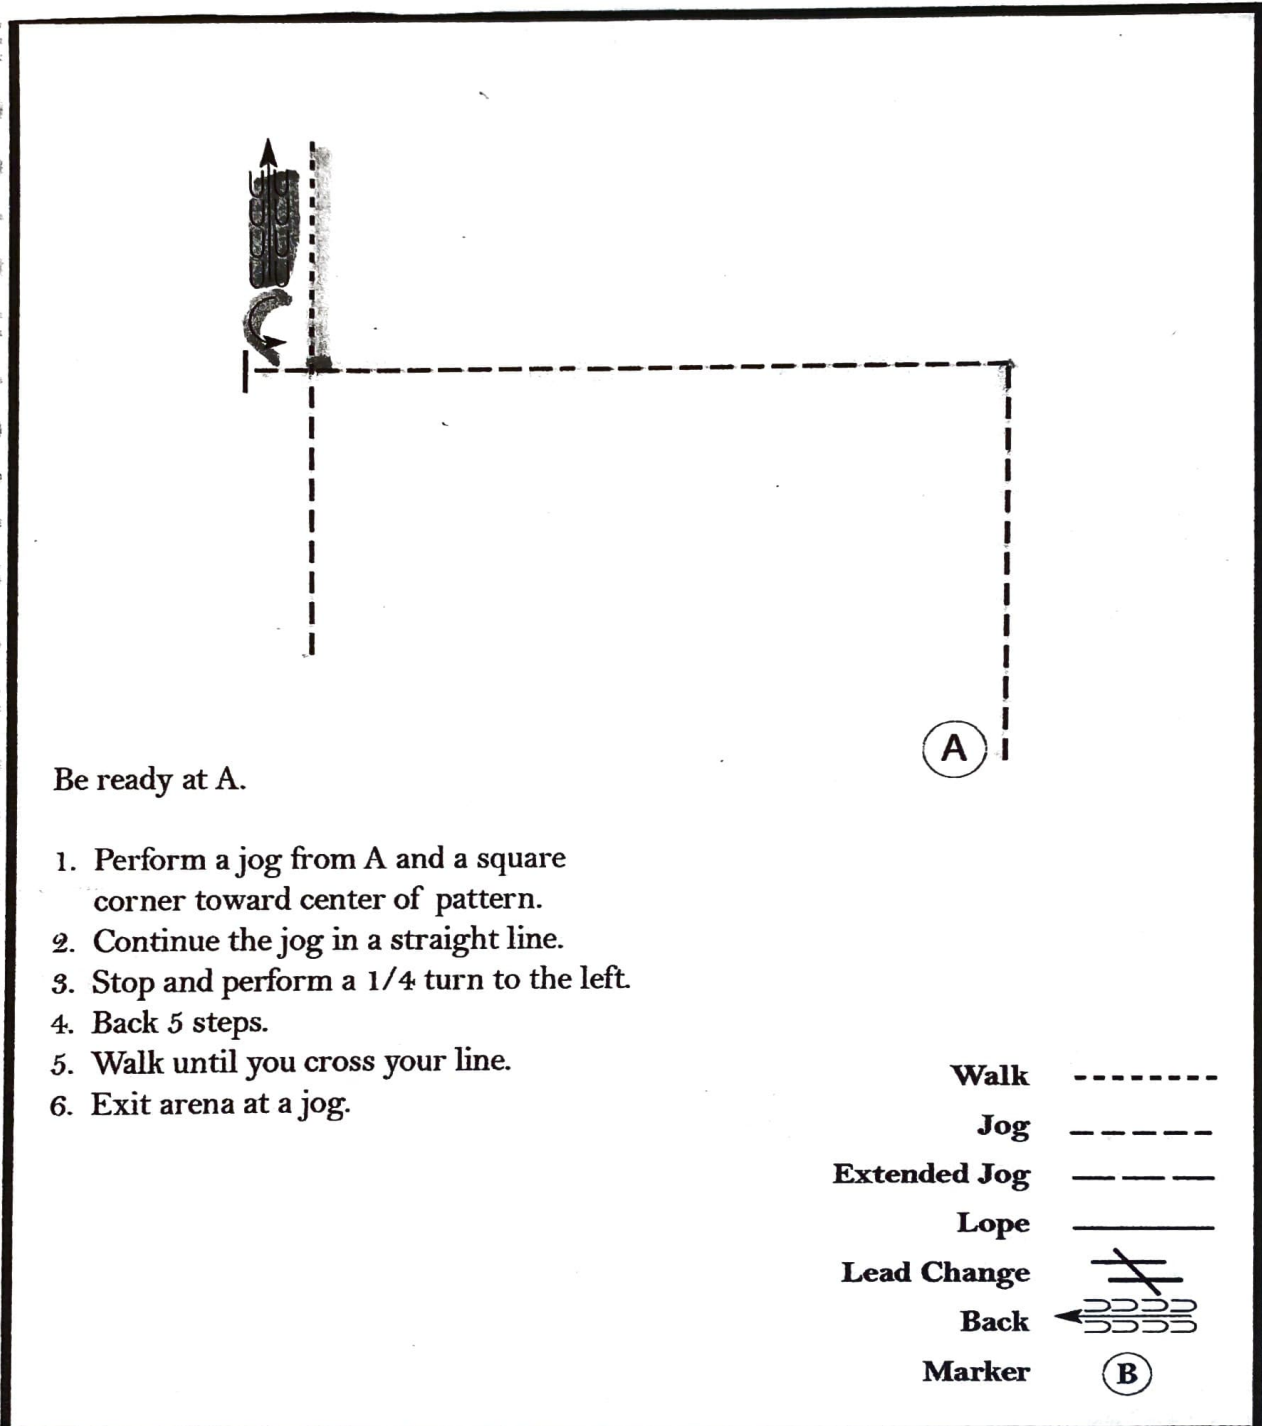 A
Be ready at A.
1. Perform a jog from A and a square
corner toward center of pattern.
2. Continue the jog in a straight line.
3. Stop and perform a 1/4 turn to the left.
4. Back 5 steps.
5. Walk until you cross your line.
6. Exit arena at a jog.
Walk
Jog
Extended Jog
Lope
Lead Change
Back
Marker B